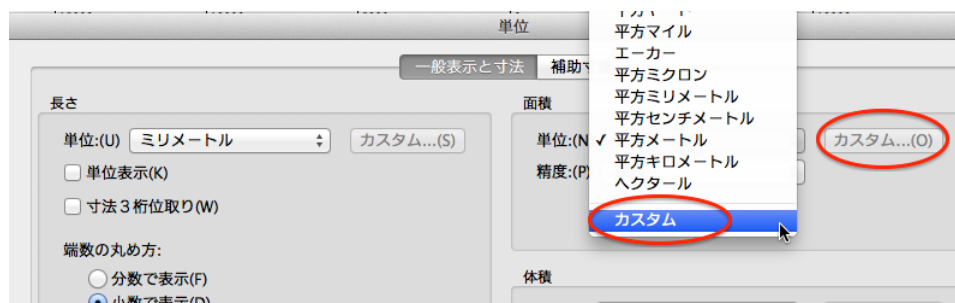 単位
平方マイル
エーカー
平方ミクロン
平方ミリメートル
平方センチメートル
✓ 平方メートル
平方キロメートル
ヘクタール
カスタム
一般表示と寸法
補助
長さ
単位:(U) ミリメートル
カスタム...(S)
単位表示(K)
寸法3桁位取り(W)
端数の丸め方:
分数で表示(F)
小数で表示(D)
面積
単位:(N
カスタム...(O)
精度:(P)
体積